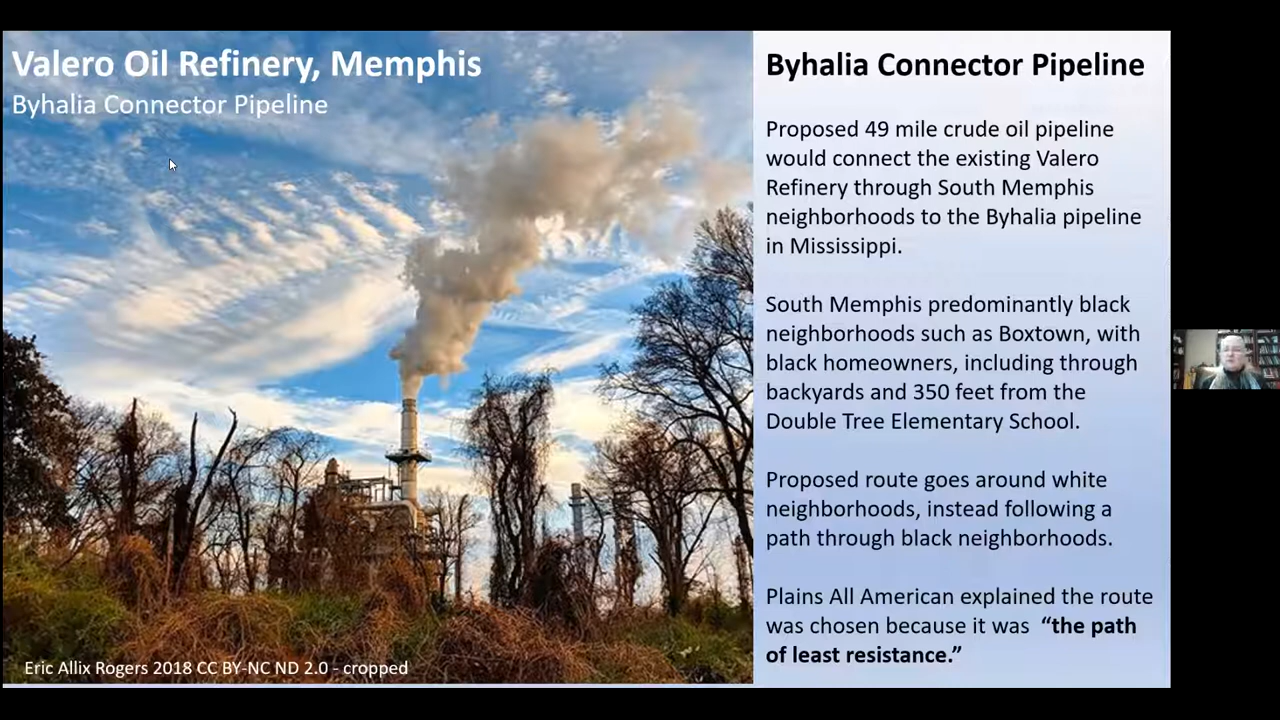 Valero Oil Refinery, Memphis
Byhalia Connector Pipeline
Eric Allix Rogers 2018 CC BY-NC ND 2.0 - cropped
Byhalia Connector Pipeline
Proposed 49 mile crude oil pipeline
would connect the existing Valero
Refinery through South Memphis
neighborhoods to the Byhalia pipeline
in Mississippi.
South Memphis predominantly black
neighborhoods such as Boxtown, with
black homeowners, including through
backyards and 350 feet from the
Double Tree Elementary School.
Proposed route goes around white
neighborhoods, instead following a
path through black neighborhoods.
Plains All American explained the route
was chosen because it was “the path
of least resistance.”